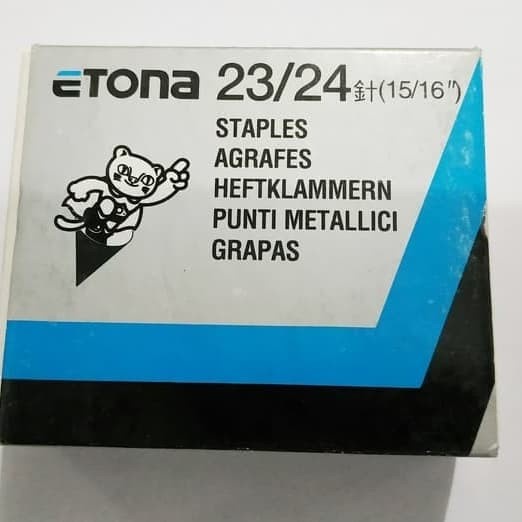 ETONA 23/24針(15/16")
STAPLES
AGRAFES
HEFTKLAMMERN
PUNTI METALLICI
GRAPAS